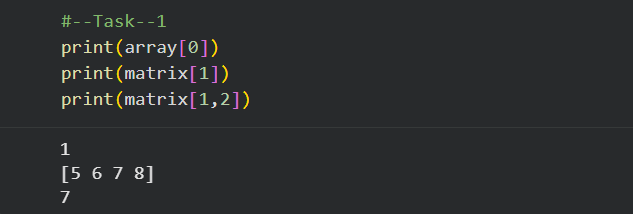 #--Task--1
print(array[0])
print(matrix[1])
print(matrix[1,2])
1
[5 6 7 8]
7